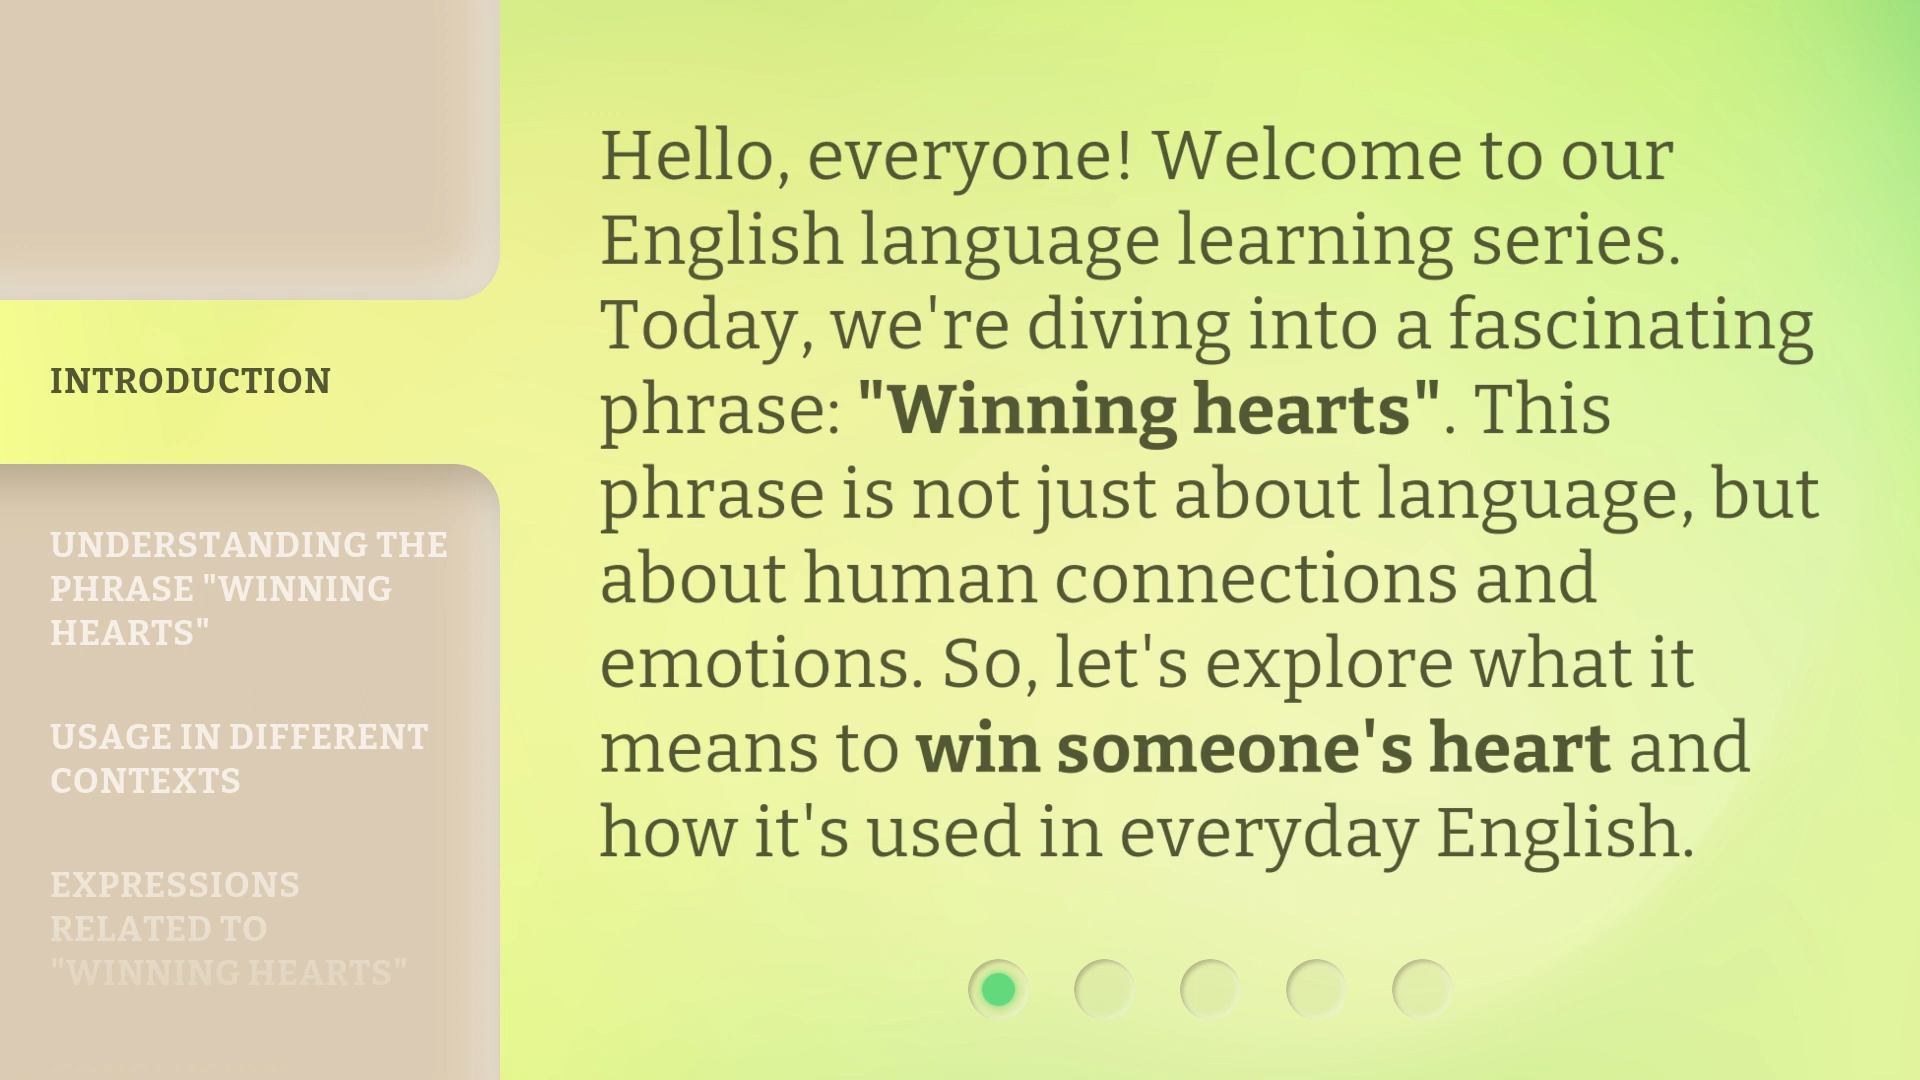 INTRODUCTION
UNDERSTANDING THE
PHRASE "WINNING
HEARTS"
USAGE IN DIFFERENT
CONTEXTS
EXPRESSIONS
RELATED TO
"WINNING HEARTS"
Hello, everyone! Welcome to our
English language learning series.
Today, we're diving into a fascinating
phrase: "Winning hearts". This
phrase is not just about language, but
about human connections and
emotions. So, let's explore what it
means to win someone's heart and
how it's used in everyday English.